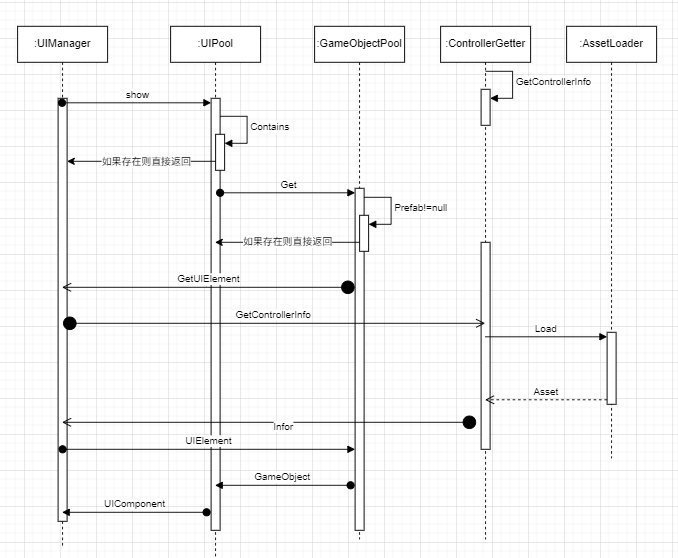 :UIManager
:UIPool
:GameObjectPool
:ControllerGetter
:AssetLoader
GetControllerInfo
show
Contains
如果存在则直接返回
Get
Prefab!=null
如果存在则直接返回
GetUIElement
GetControllerInfo
Load
Asset
Infor
UIElement
GameObject
UIComponent